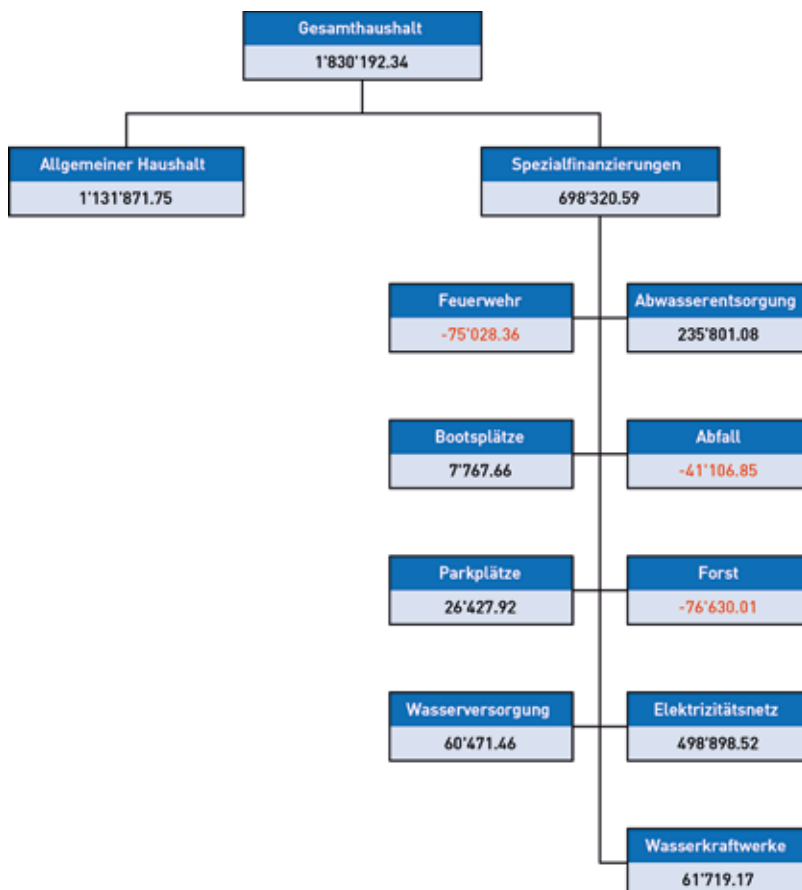 Gesamthaushalt
1'830'192.34
Allgemeiner Haushalt
1'131'871.75
Spezialfinanzierungen
698'320.59
Feuerwehr
-75'028.36
Abwasserentsorgung
235'801.08
Bootsplätze
7'767.66
Abfall
-41'106.85
Parkplätze
26'427.92
Forst
-76'630.01
Wasserversorgung
60'471.46
Elektrizitätsnetz
498'898.52
Wasserkraftwerke
61'719.17